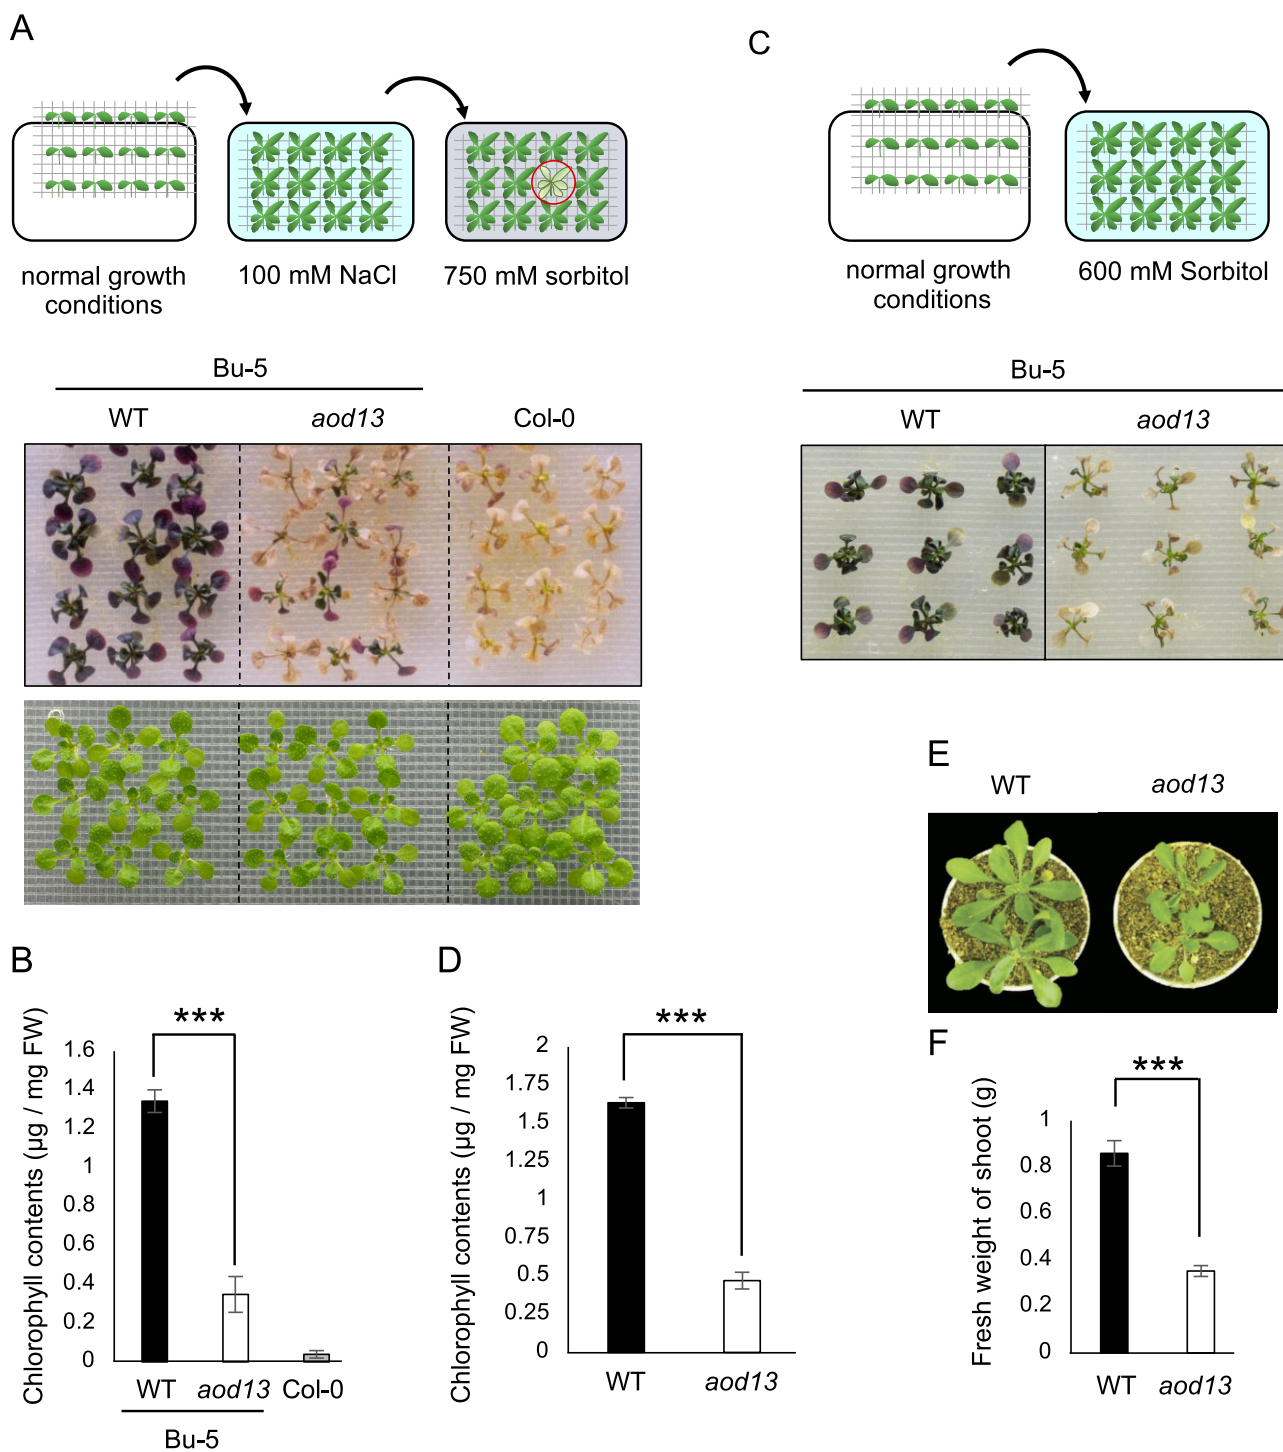 A
normal growth
conditions
100 mM NaCl
750 mM sorbitol
Bu-5
WT
aod13
Col-0
B
Chlorophyll contents (μg / mg FW)
1.6
1.4
1.2
1
0.8
0.6
0.4
0.2
0
***
WT
aod13
Col-0
Bu-5
C
normal growth
conditions
600 mM Sorbitol
Bu-5
WT
aod13
D
Chlorophyll contents (μg / mg FW)
2
1.75
1.5
1.25
1
0.75
0.5
0.25
0
***
WT
aod13
E
WT
aod13
F
Fresh weight of shoot (g)
1
0.8
0.6
0.4
0.2
0
***
WT
aod13